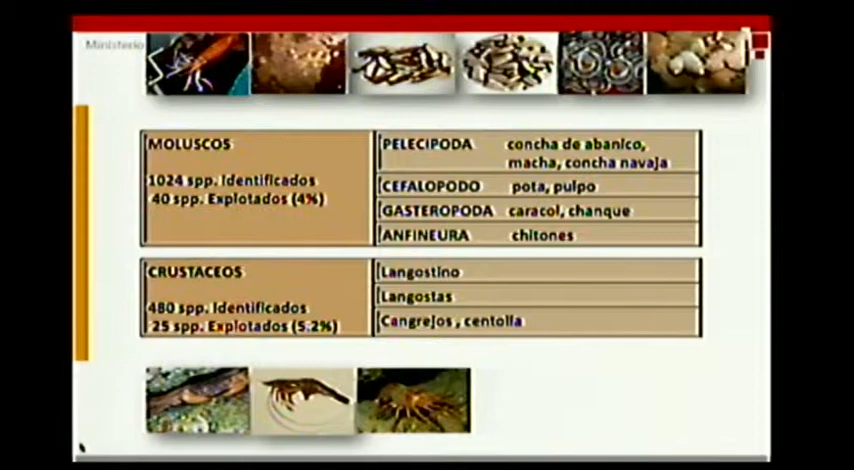 Ministerio
MOLUSCOS
1024 spp. Identificados
40 spp. Explotados (4%)
PELECIPODA concha de abanico,
macha, concha navaja
CEFALOPODO pota, pulpo
GASTEROPODA caracol, chanque
ANFINEURA chitones
CRUSTACEOS
480 spp. Identificados
25 spp. Explotados (5.2%)
Langostino
Langostas
Cangrejos , centolla